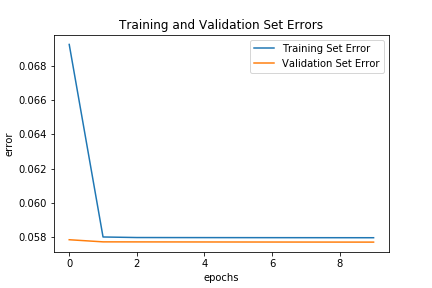 Training and Validation Set Errors
Training Set Error
Validation Set Error
0.068
0.066
0.064
0.062
0.060
0.058
error
0
2
4
6
8
epochs